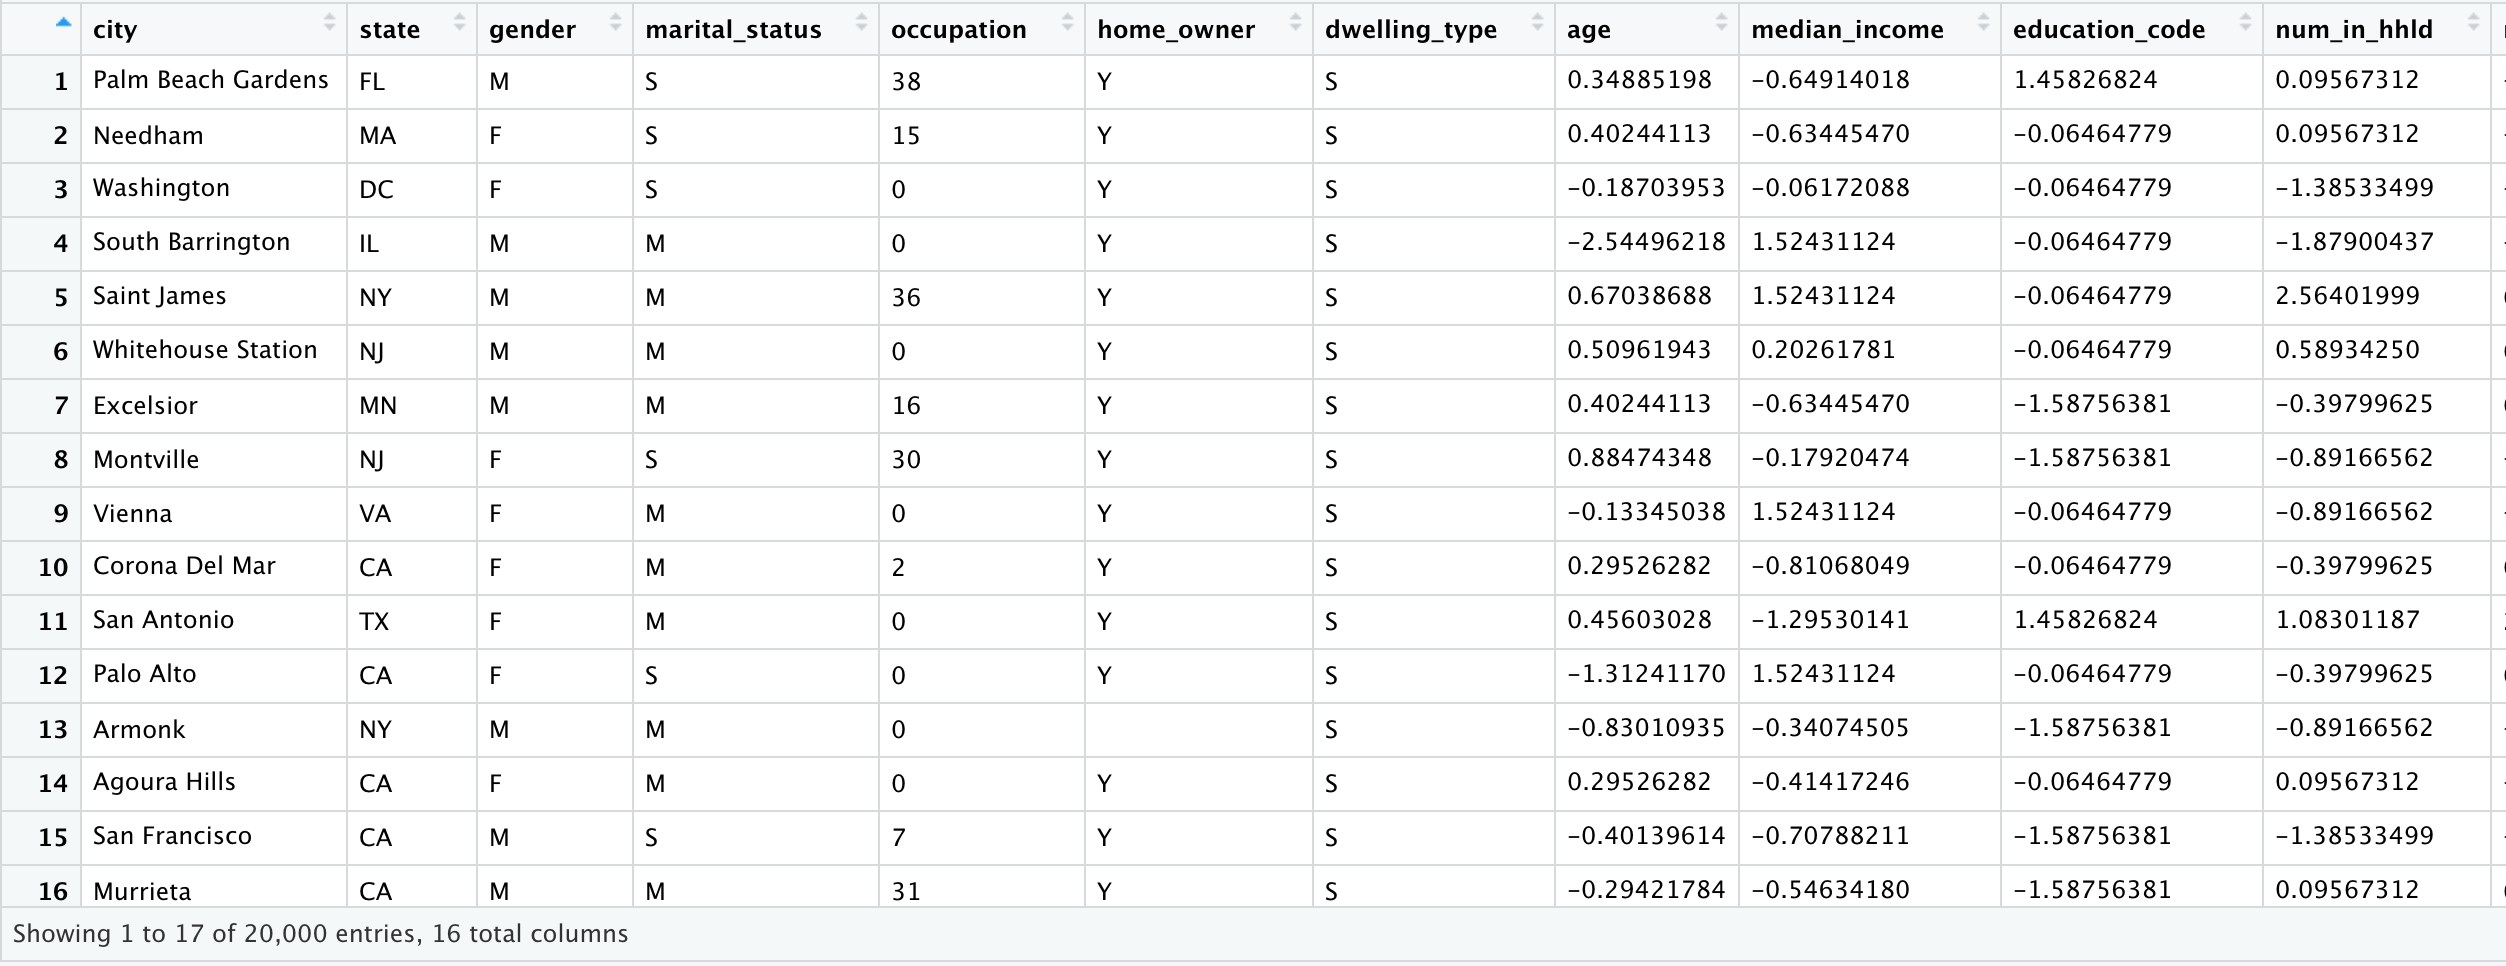 city state gender marital_status occupation home_owner dwelling_type age median_income education_code num_in_hhld
1 Palm Beach Gardens FL M S 38 Y S 0.34885198 −0.64914018 1.45826824 0.09567312
2 Needham MA F S 15 Y S 0.40244113 −0.63445470 −0.06464779 0.09567312
3 Washington DC F S 0 Y S −0.18703953 −0.06172088 −0.06464779 −1.38533499
4 South Barrington IL M M 0 Y S −2.54496218 1.52431124 −0.06464779 −1.87900437
5 Saint James NY M M 36 Y S 0.67038688 1.52431124 −0.06464779 2.56401999
6 Whitehouse Station NJ M M 0 Y S 0.50961943 0.20261781 −0.06464779 0.58934250
7 Excelsior MN M M 16 Y S 0.40244113 −0.63445470 −1.58756381 −0.39799625
8 Montville NJ F S 30 Y S 0.88474348 −0.17920474 −1.58756381 −0.89166562
9 Vienna VA F M 0 Y S −0.13345038 1.52431124 −0.06464779 −0.89166562
10 Corona Del Mar CA F M 2 Y S 0.29526282 −0.81068049 −0.06464779 −0.39799625
11 San Antonio TX F M 0 Y S 0.45603028 −1.29530141 1.45826824 1.08301187
12 Palo Alto CA F S 0 Y S −1.31241170 1.52431124 −0.06464779 −0.39799625
13 Armonk NY M M 0 S −0.83010935 −0.34074505 −1.58756381 −0.89166562
14 Agoura Hills CA F M 0 Y S 0.29526282 −0.41417246 −0.06464779 0.09567312
15 San Francisco CA M S 7 Y S −0.40139614 −0.70788211 −1.58756381 −1.38533499
16 Murrieta CA M M 31 Y S −0.29421784 −0.54634180 −1.58756381 0.09567312
Showing 1 to 17 of 20,000 entries, 16 total columns